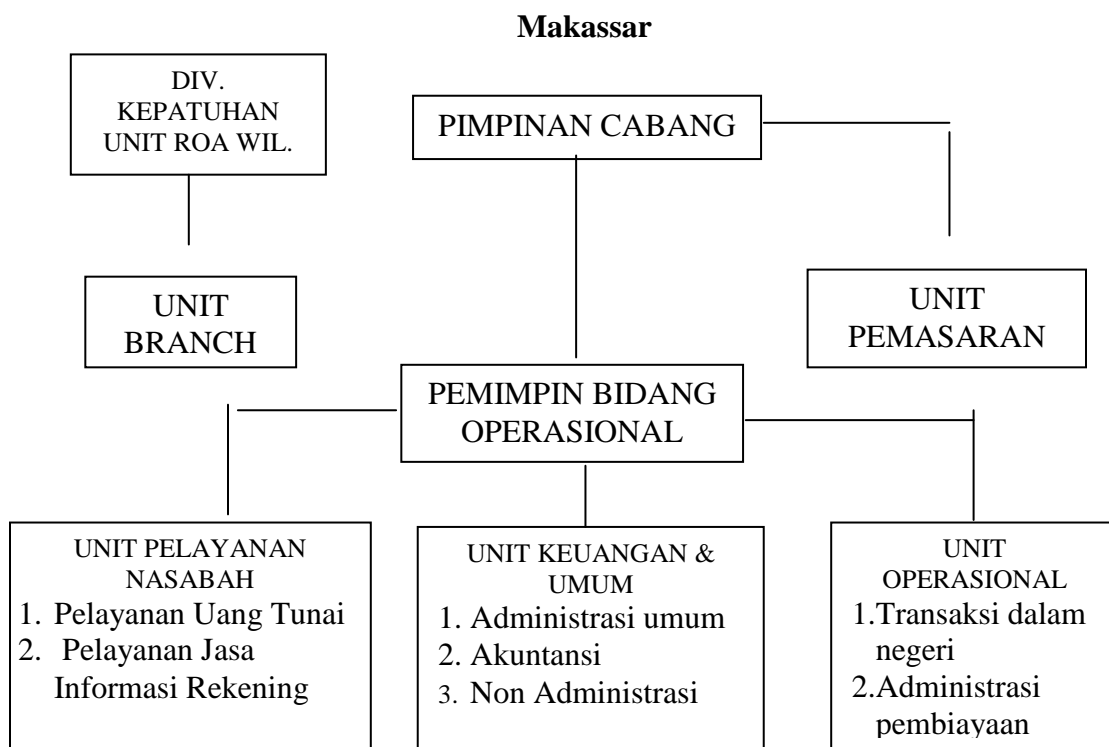 Makassar
DIV.
KEPATUHAN
UNIT ROA WIL.
PIMPINAN CABANG
UNIT
BRANCH
UNIT
PEMASARAN
PEMIMPIN BIDANG
OPERASIONAL
UNIT PELAYANAN
NASABAH
1. Pelayanan Uang Tunai
2. Pelayanan Jasa
Informasi Rekening
UNIT KEUANGAN &
UMUM
1. Administrasi umum
2. Akuntansi
3. Non Administrasi
UNIT
OPERASIONAL
1.Transaksi dalam
negeri
2.Administrasi
pembiayaan